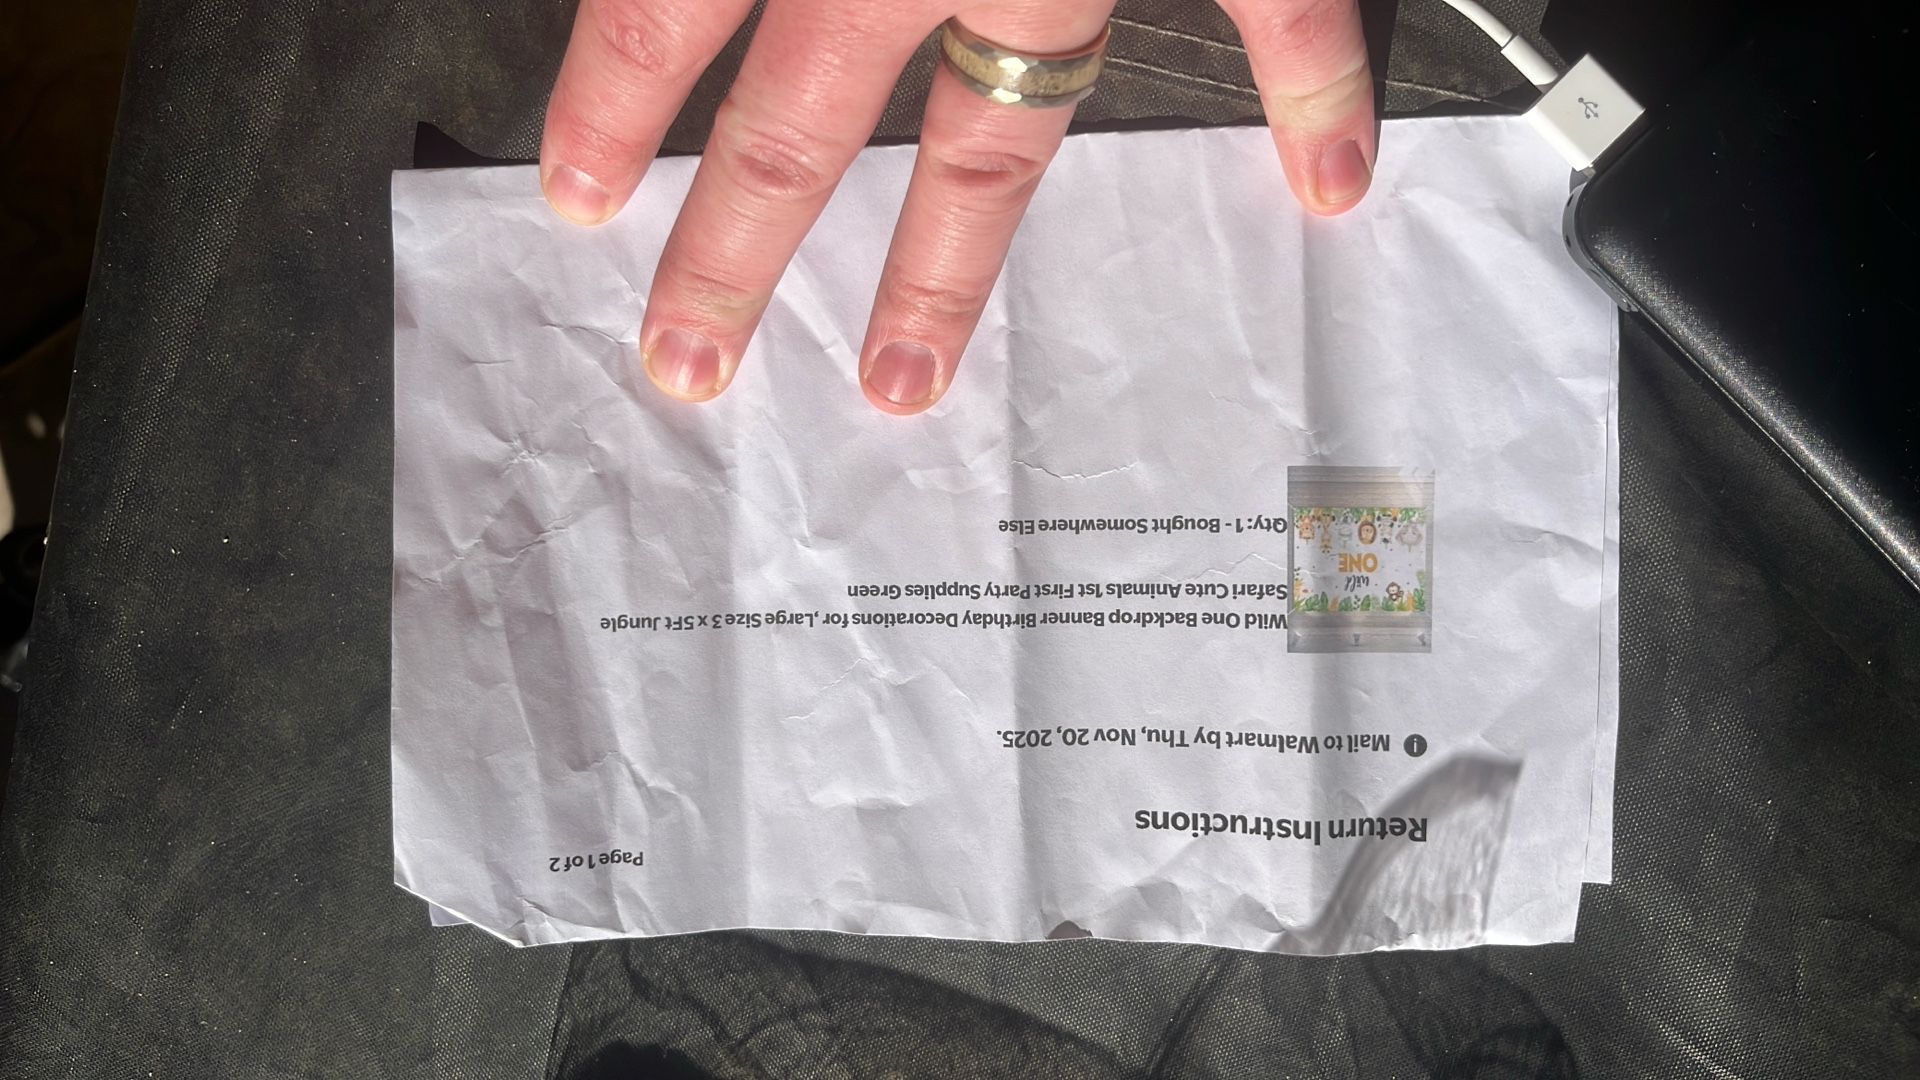 Page 1 of 2
Return Instructions
Mail to Walmart by Thu, Nov 20, 2025.
Wild One Backdrop Banner Birthday Decorations for ,Large Size 3 x 5Ft Jungle
Safari Cute Animals 1st First Party Supplies Green
wild
ONE
Qty: 1 - Bought Somewhere Else